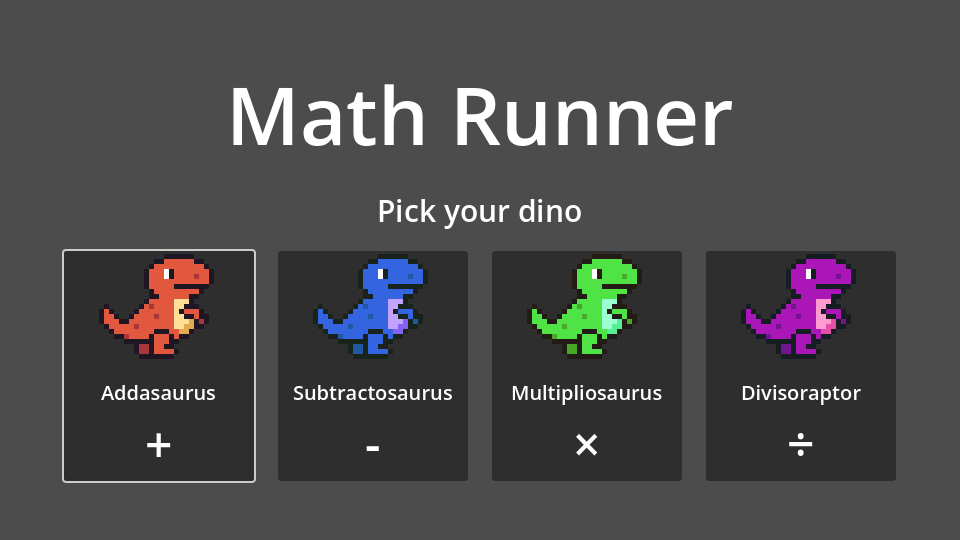 Math Runner
Pick your dino
Addasaurus
Subtractosaurus
Multipliosaurus
Divisoraptor
+
-
×
÷